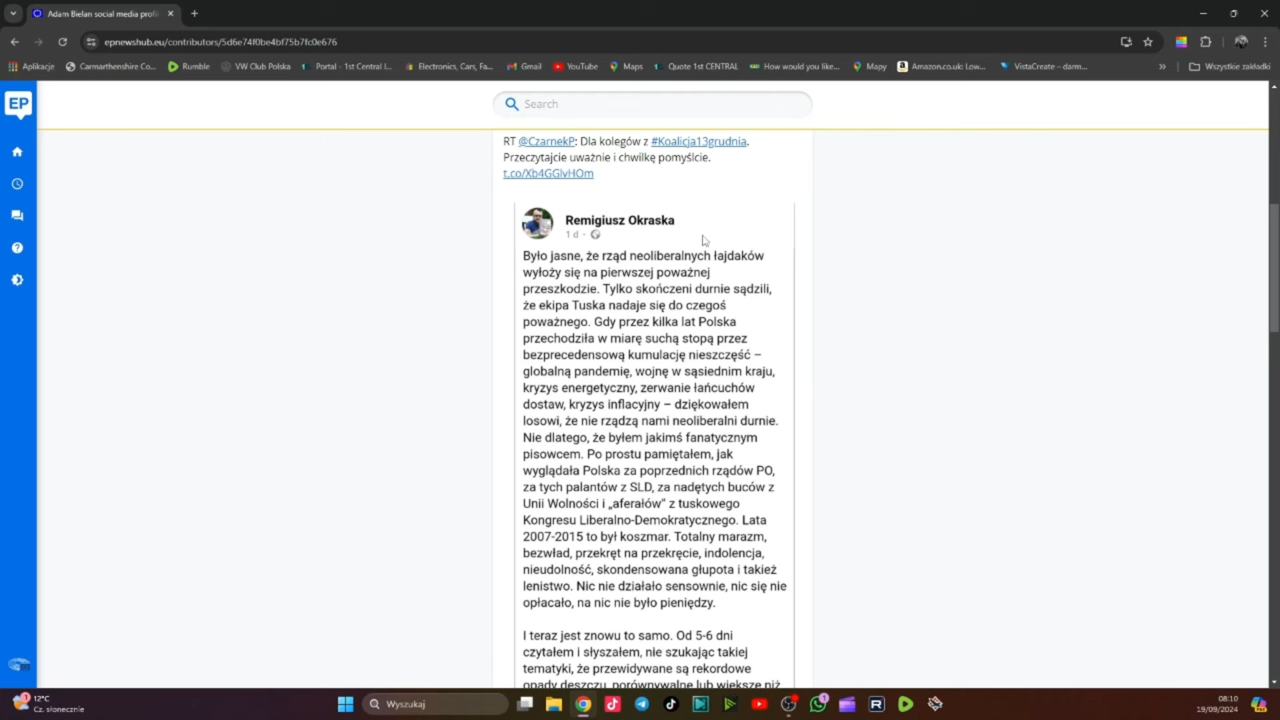 Adam Bielan social media profi
epnewshub.eu/contributors/5d6e74f0be4bf75b7fc0e676
Aplikacje
Carmarthenshire Co...
Rumble
VW Club Polska
Portal - 1st Central I...
Electronics, Cars, Fa...
Gmail
YouTube
Maps
Quote 1st CENTRAL
How would you like...
Mapy
Amazon.co.uk: Low...
VistaCreate – darm...
Wszystkie zakładki
EP
Search
RT @CzarnekP: Dla kolegów z #Koalicja13grudnia.
Przeczytajcie uważnie i chwilkę pomyślcie.
Remigiusz Okraska
1 d ·
Było jasne, że rząd neoliberalnych łajdaków
wyłoży się na pierwszej poważnej
przeszkodzie. Tylko skończeni durnie sądzili,
że ekipa Tuska nadaje się do czegoś
poważnego. Gdy przez kilka lat Polska
przechodziła w miarę suchą stopą przez
bezprecedensową kumulację nieszczęść –
globalną pandemię, wojnę w sąsiednim kraju,
kryzys energetyczny, zerwanie łańcuchów
dostaw, kryzys inflacyjny – dziękowałem
losowi, że nie rządzą nami neoliberalni durnie.
Nie dlatego, że byłem jakimś fanatycznym
pisowcem. Po prostu pamiętałem, jak
wyglądała Polska za poprzednich rządów PO,
za tych palantów z SLD, za nadętych buców z
Unii Wolności i „aferałów” z tuskowego
Kongresu Liberalno-Demokratycznego. Lata
2007-2015 to był koszmar. Totalny marazm,
bezwład, przekręt na przekręcie, indolencja,
nieudolność, skondensowana głupota i takież
lenistwo. Nic nie działało sensownie, nic się nie
opłacało, na nic nie było pieniędzy.
I teraz jest znowu to samo. Od 5-6 dni
czytałem i słyszałem, nie szukając takiej
tematyki, że przewidywane są rekordowe
opady deszczu, porównywalne lub większe niż
12°C
Cz. słonecznie
Wyszukaj
08:10
19/09/2024